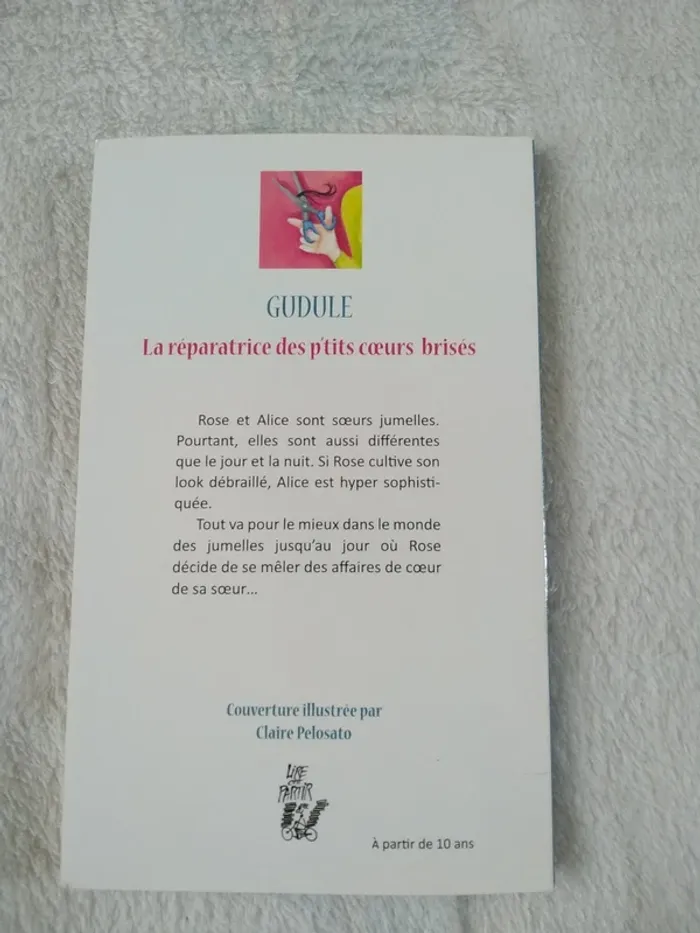 GUDULE
La réparatrice des p'tits cœurs brisés
Rose et Alice sont sœurs jumelles.
Pourtant, elles sont aussi différentes
que le jour et la nuit. Si Rose cultive son
look débraillé, Alice est hyper sophisti-
quée.
Tout va pour le mieux dans le monde
des jumelles jusqu'au jour où Rose
décide de se mêler des affaires de cœur
de sa sœur...
Couverture illustrée par
Claire Pelosato
LIRE
C'EST
PARTIR
À partir de 10 ans